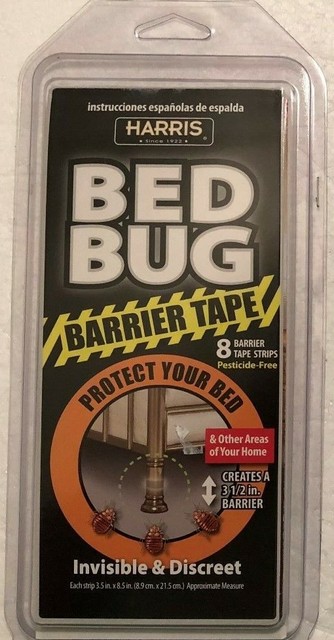 instrucciones españolas de espalda
HARRIS
• Since 1922 •
BED
BUG
BARRIER TAPE
8 BARRIER
TAPE STRIPS
Pesticide-Free
PROTECT YOUR BED
& Other Areas
of Your Home
CREATES A
3 1/2 in.
BARRIER
Invisible & Discreet
Each strip 3.5 in. x 8.5 in. (8.9 cm. x 21.5 cm.) Approximate Measure